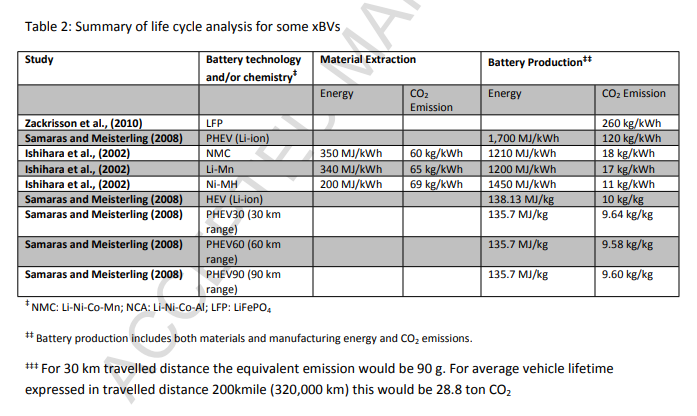 Table 2: Summary of life cycle analysis for some xBVs
Study Battery technology and/or chemistry‡ Material Extraction Battery Production‡‡
Energy CO₂ Emission Energy CO₂ Emission
Zackrisson et al., (2010) LFP 260 kg/kWh
Samaras and Meisterling (2008) PHEV (Li-ion) 1,700 MJ/kWh 120 kg/kWh
Ishihara et al., (2002) NMC 350 MJ/kWh 60 kg/kWh 1210 MJ/kWh 18 kg/kWh
Ishihara et al., (2002) Li-Mn 340 MJ/kWh 65 kg/kWh 1200 MJ/kWh 17 kg/kWh
Ishihara et al., (2002) Ni-MH 200 MJ/kWh 69 kg/kWh 1450 MJ/kWh 11 kg/kWh
Samaras and Meisterling (2008) HEV (Li-ion) 138.13 MJ/kg 10 kg/kg
Samaras and Meisterling (2008) PHEV30 (30 km range) 135.7 MJ/kg 9.64 kg/kg
Samaras and Meisterling (2008) PHEV60 (60 km range) 135.7 MJ/kg 9.58 kg/kg
Samaras and Meisterling (2008) PHEV90 (90 km range) 135.7 MJ/kg 9.60 kg/kg
‡ NMC: Li-Ni-Co-Mn; NCA: Li-Ni-Co-Al; LFP: LiFePO₄
‡‡ Battery production includes both materials and manufacturing energy and CO₂ emissions.
‡‡‡ For 30 km travelled distance the equivalent emission would be 90 g. For average vehicle lifetime
expressed in travelled distance 200kmile (320,000 km) this would be 28.8 ton CO₂